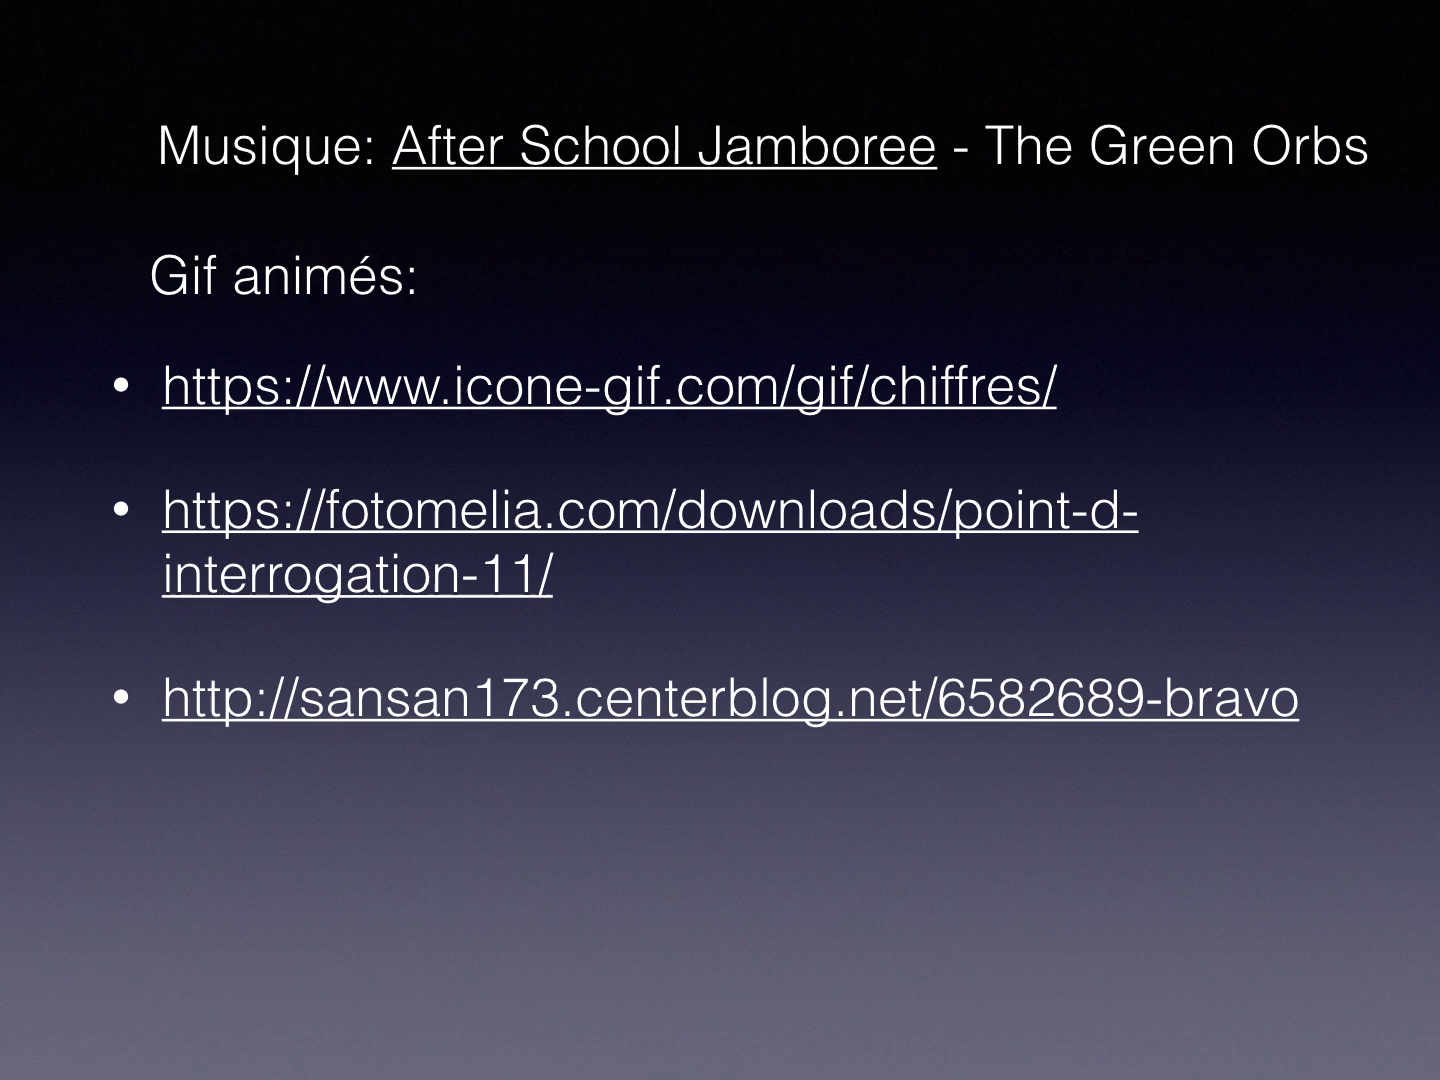 Musique: After School Jamboree - The Green Orbs
Gif animés:
• https://www.icone-gif.com/gif/chiffres/
• https://fotomelia.com/downloads/point-d-
interrogation-11/
• http://sansan173.centerblog.net/6582689-bravo